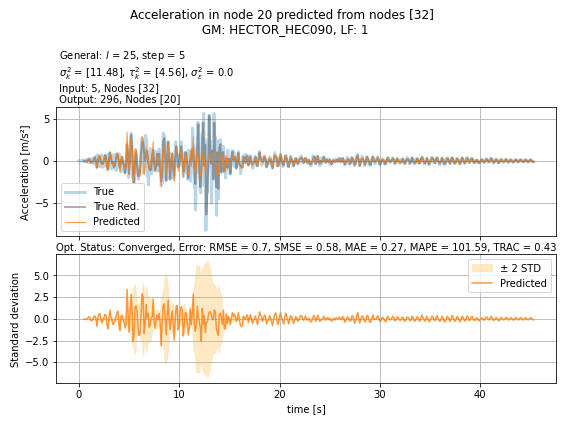 Acceleration in node 20 predicted from nodes [32]
GM: HECTOR_HEC090, LF: 1
General: l = 25, step = 5
σ²ₖ = [11.48], τ²ₖ = [4.56], σ²ε = 0.0
Input: 5, Nodes [32]
Output: 296, Nodes [20]
Acceleration [m/s²]
5
0
−5
True
True Red.
Predicted
Opt. Status: Converged, Error: RMSE = 0.7, SMSE = 0.58, MAE = 0.27, MAPE = 101.59, TRAC = 0.43
Standard deviation
5.0
2.5
0.0
−2.5
−5.0
± 2 STD
Predicted
0
10
20
30
40
time [s]